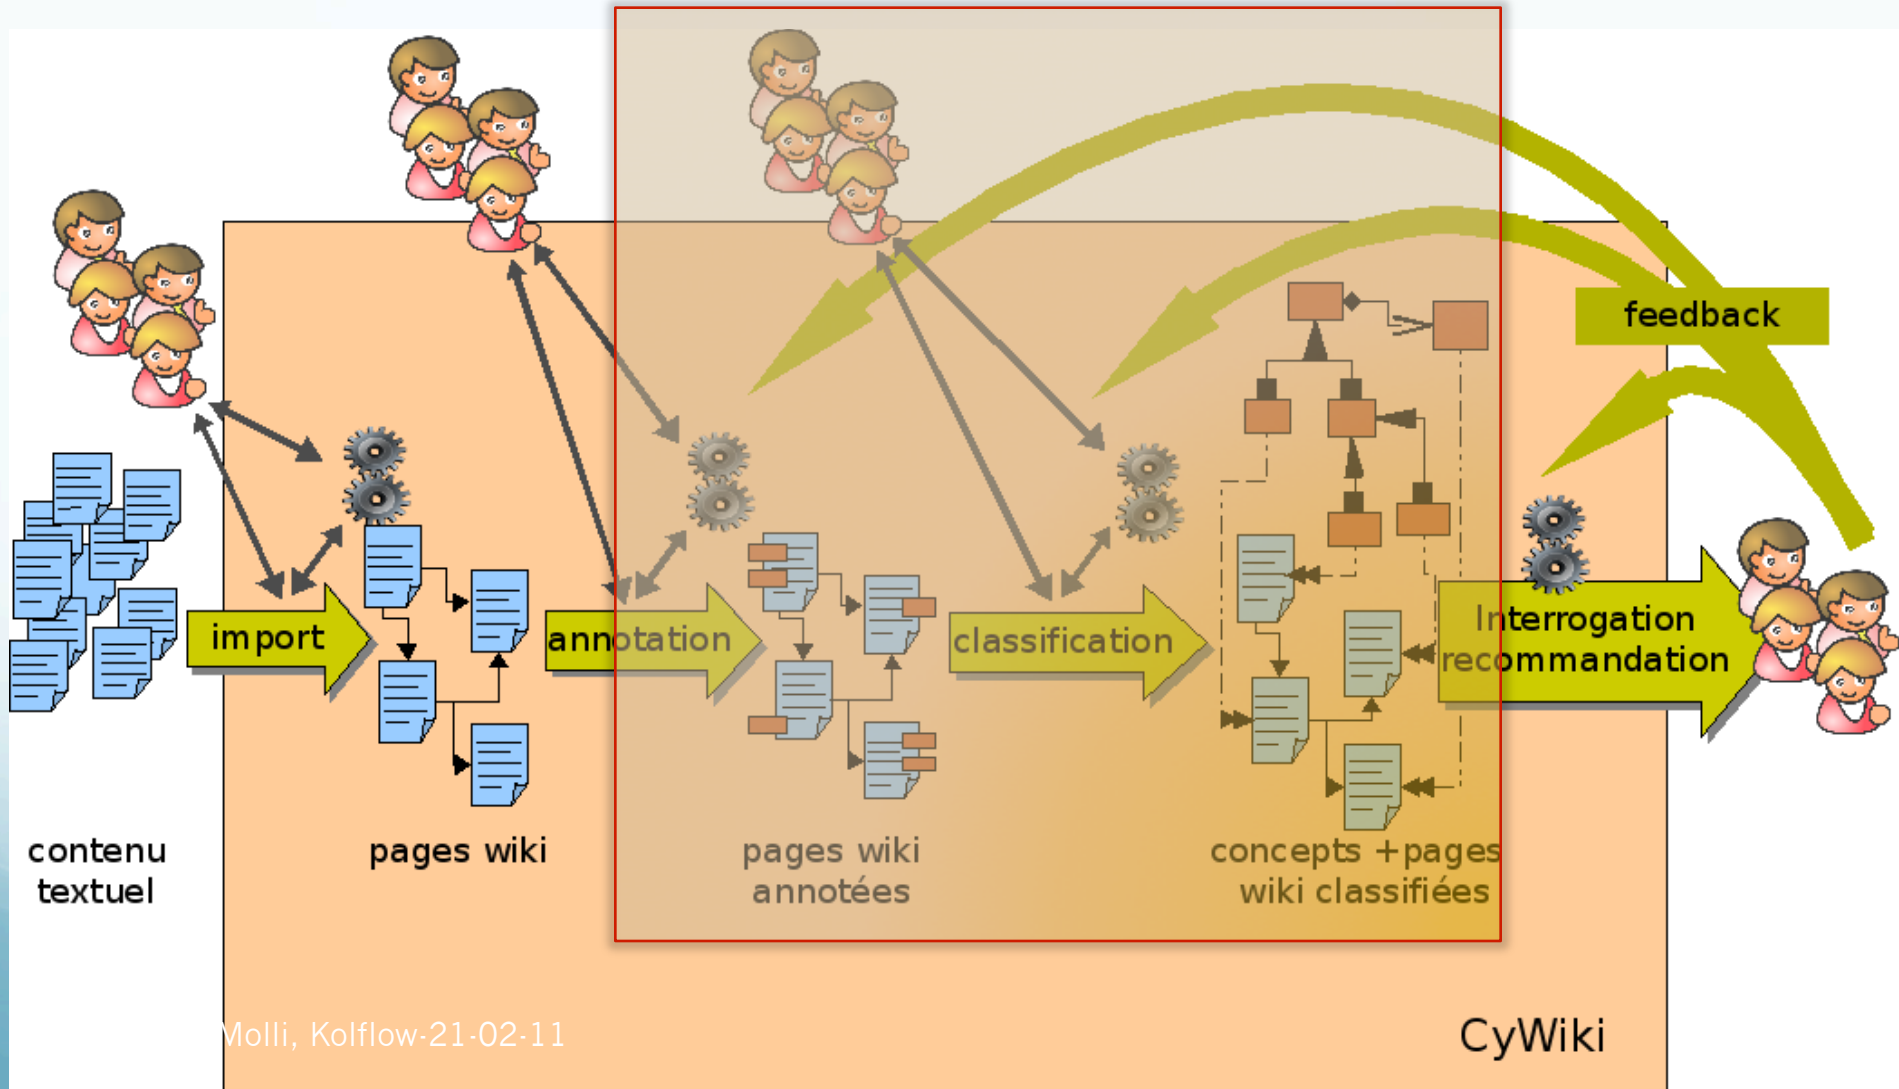 feedback
import
annotation
classification
Interrogation
recommandation
contenu
textuel
pages wiki
pages wiki
annotées
concepts +pages
wiki classifiées
Molli, Kolflow-21-02-11
CyWiki